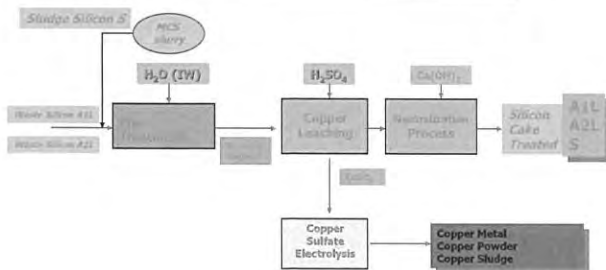 Sludge Silicon S
MCS
slurry
H₂O (IW)
H₂SO₄
Ca(OH)₂
Waste Silicon A1L
Waste Silicon A2L
Copper
Leaching
Neutralization
Process
Silicon
Cake
Treated
A1L
A2L
S
Copper
Sulfate
Electrolysis
Copper Metal
Copper Powder
Copper Sludge